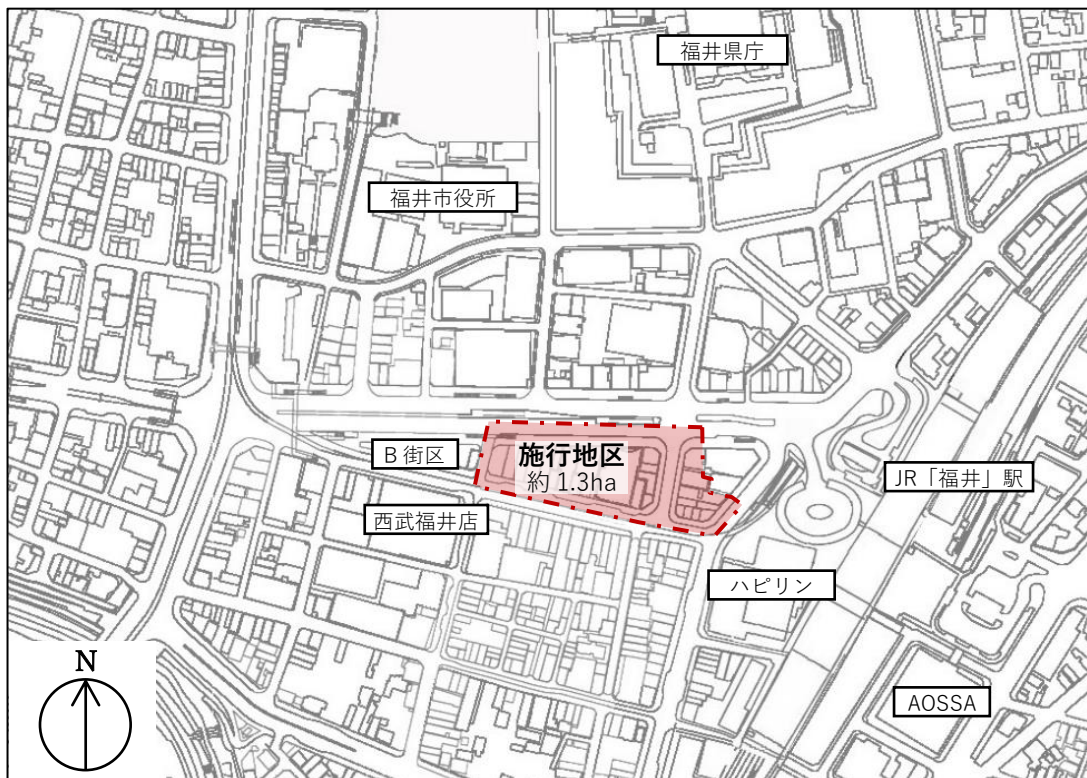 福井県庁
福井市役所
B街区
施行地区
約1.3ha
JR「福井」駅
西武福井店
ハピリン
AOSSA
N